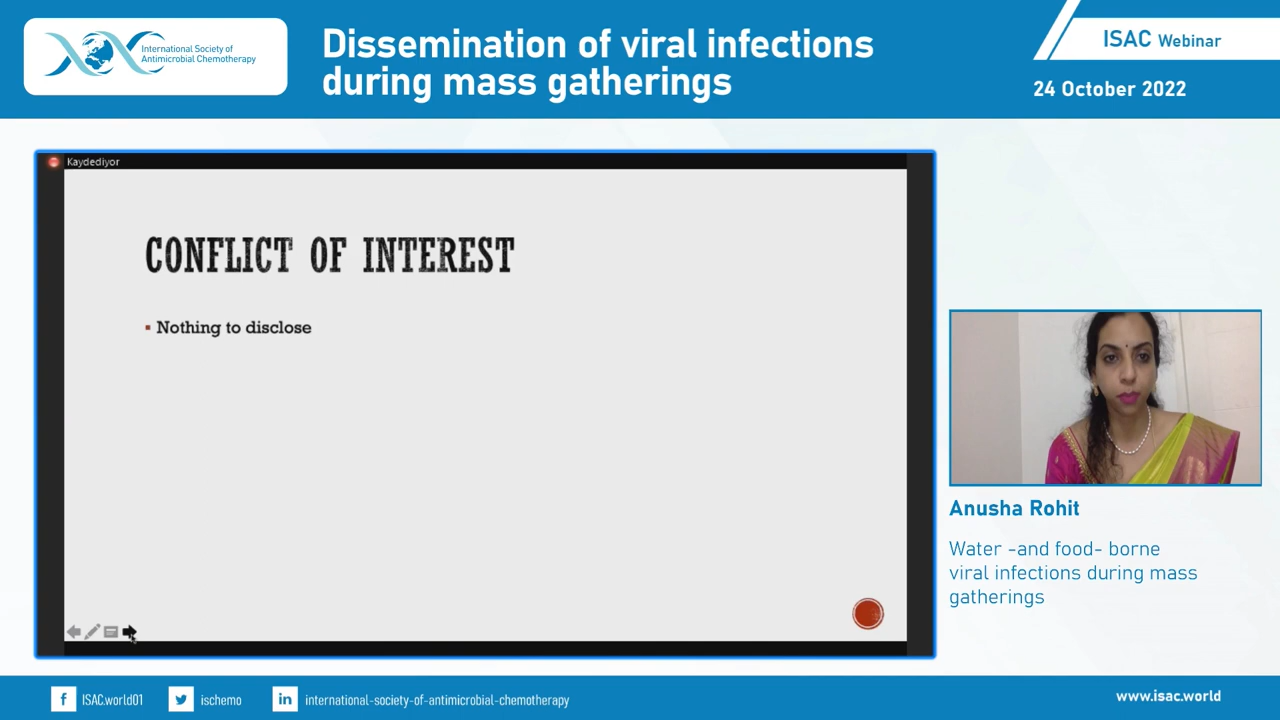 International Society of
Antimicrobial Chemotherapy
Dissemination of viral infections
during mass gatherings
ISAC Webinar
24 October 2022
Kaydediyor
CONFLICT OF INTEREST
▪ Nothing to disclose
Anusha Rohit
Water -and food- borne
viral infections during mass
gatherings
f ISAC.world01
ischemo
in international-society-of-antimicrobial-chemotherapy
www.isac.world